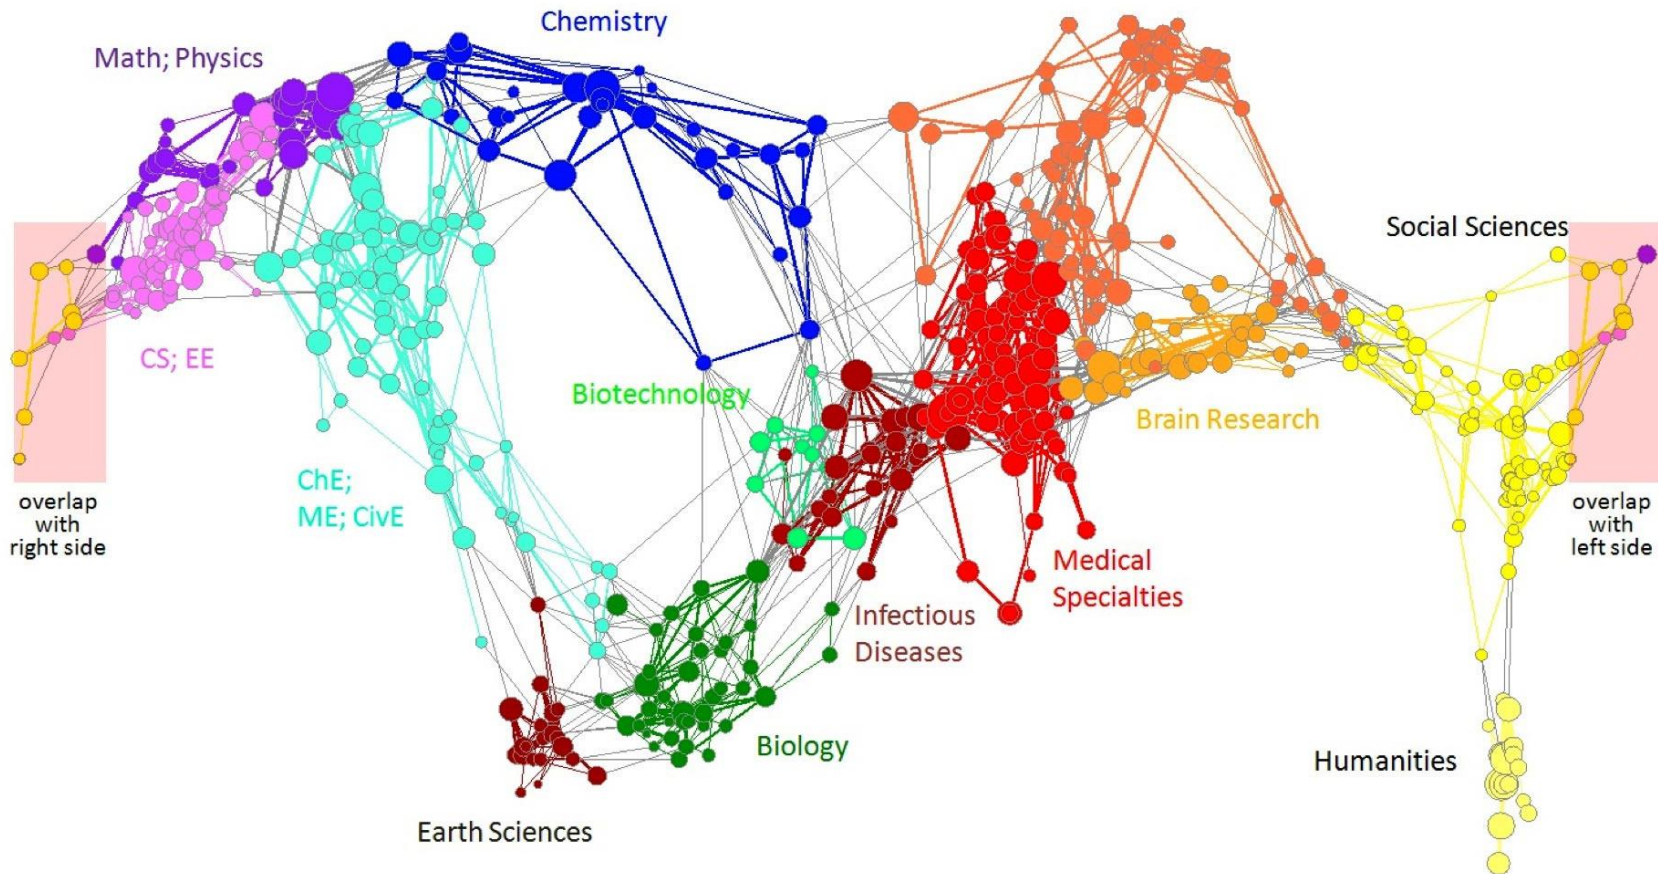 Chemistry
Math; Physics
Social Sciences
CS; EE
Biotechnology
Brain Research
ChE;
ME; CivE
overlap
with
right side
overlap
with
left side
Medical
Specialties
Infectious
Diseases
Biology
Humanities
Earth Sciences